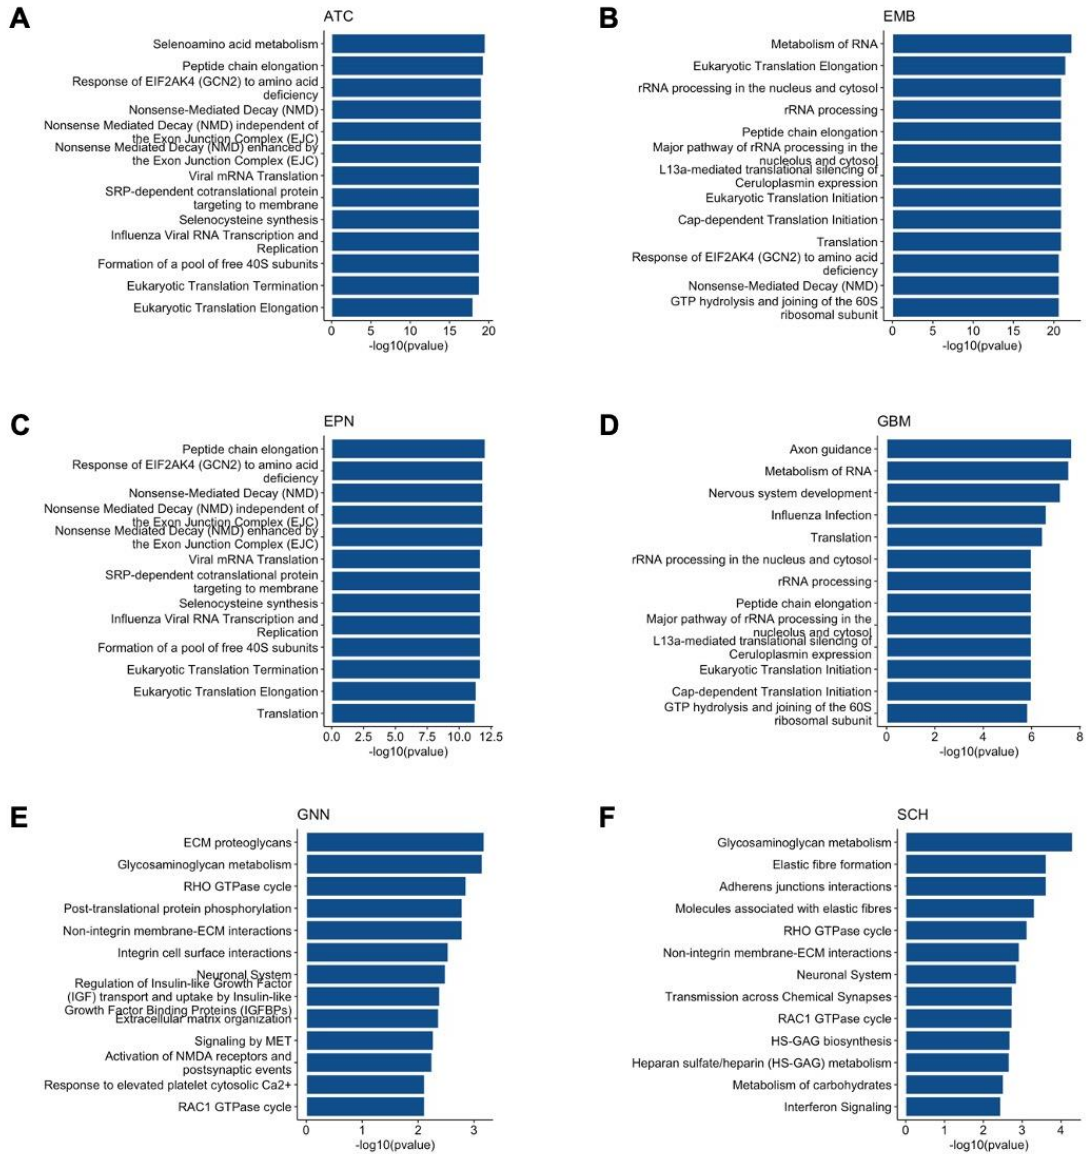 A
ATC
Selenoamino acid metabolism
Peptide chain elongation
Response of EIF2AK4 (GCN2) to amino acid
deficiency
Nonsense-Mediated Decay (NMD)
Nonsense Mediated Decay (NMD) independent of
the Exon Junction Complex (EJC)
Nonsense Mediated Decay (NMD) enhanced by
the Exon Junction Complex (EJC)
Viral mRNA Translation
SRP-dependent cotranslational protein
targeting to membrane
Selenocysteine synthesis
Influenza Viral RNA Transcription and
Replication
Formation of a pool of free 40S subunits
Eukaryotic Translation Termination
Eukaryotic Translation Elongation
0 5 10 15 20
-log10(pvalue)
B
EMB
Metabolism of RNA
Eukaryotic Translation Elongation
rRNA processing in the nucleus and cytosol
rRNA processing
Peptide chain elongation
Major pathway of rRNA processing in the
nucleolus and cytosol
L13a-mediated translational silencing of
Ceruloplasmin expression
Eukaryotic Translation Initiation
Cap-dependent Translation Initiation
Translation
Response of EIF2AK4 (GCN2) to amino acid
deficiency
Nonsense-Mediated Decay (NMD)
GTP hydrolysis and joining of the 60S
ribosomal subunit
0 5 10 15 20
-log10(pvalue)
C
EPN
Peptide chain elongation
Response of EIF2AK4 (GCN2) to amino acid
deficiency
Nonsense-Mediated Decay (NMD)
Nonsense Mediated Decay (NMD) independent of
the Exon Junction Complex (EJC)
Nonsense Mediated Decay (NMD) enhanced by
the Exon Junction Complex (EJC)
Viral mRNA Translation
SRP-dependent cotranslational protein
targeting to membrane
Selenocysteine synthesis
Influenza Viral RNA Transcription and
Replication
Formation of a pool of free 40S subunits
Eukaryotic Translation Termination
Eukaryotic Translation Elongation
Translation
0.0 2.5 5.0 7.5 10.0 12.5
-log10(pvalue)
D
GBM
Axon guidance
Metabolism of RNA
Nervous system development
Influenza Infection
Translation
rRNA processing in the nucleus and cytosol
rRNA processing
Peptide chain elongation
Major pathway of rRNA processing in the
nucleolus and cytosol
L13a-mediated translational silencing of
Ceruloplasmin expression
Eukaryotic Translation Initiation
Cap-dependent Translation Initiation
GTP hydrolysis and joining of the 60S
ribosomal subunit
0 2 4 6 8
-log10(pvalue)
E
GNN
ECM proteoglycans
Glycosaminoglycan metabolism
RHO GTPase cycle
Post-translational protein phosphorylation
Non-integrin membrane-ECM interactions
Integrin cell surface interactions
Neuronal System
Regulation of Insulin-like Growth Factor
(IGF) transport and uptake by Insulin-like
Growth Factor Binding Proteins (IGFBPs)
Extracellular matrix organization
Signaling by MET
Activation of NMDA receptors and
postsynaptic events
Response to elevated platelet cytosolic Ca2+
RAC1 GTPase cycle
0 1 2 3
-log10(pvalue)
F
SCH
Glycosaminoglycan metabolism
Elastic fibre formation
Adherens junctions interactions
Molecules associated with elastic fibres
RHO GTPase cycle
Non-integrin membrane-ECM interactions
Neuronal System
Transmission across Chemical Synapses
RAC1 GTPase cycle
HS-GAG biosynthesis
Heparan sulfate/heparin (HS-GAG) metabolism
Metabolism of carbohydrates
Interferon Signaling
0 1 2 3 4
-log10(pvalue)